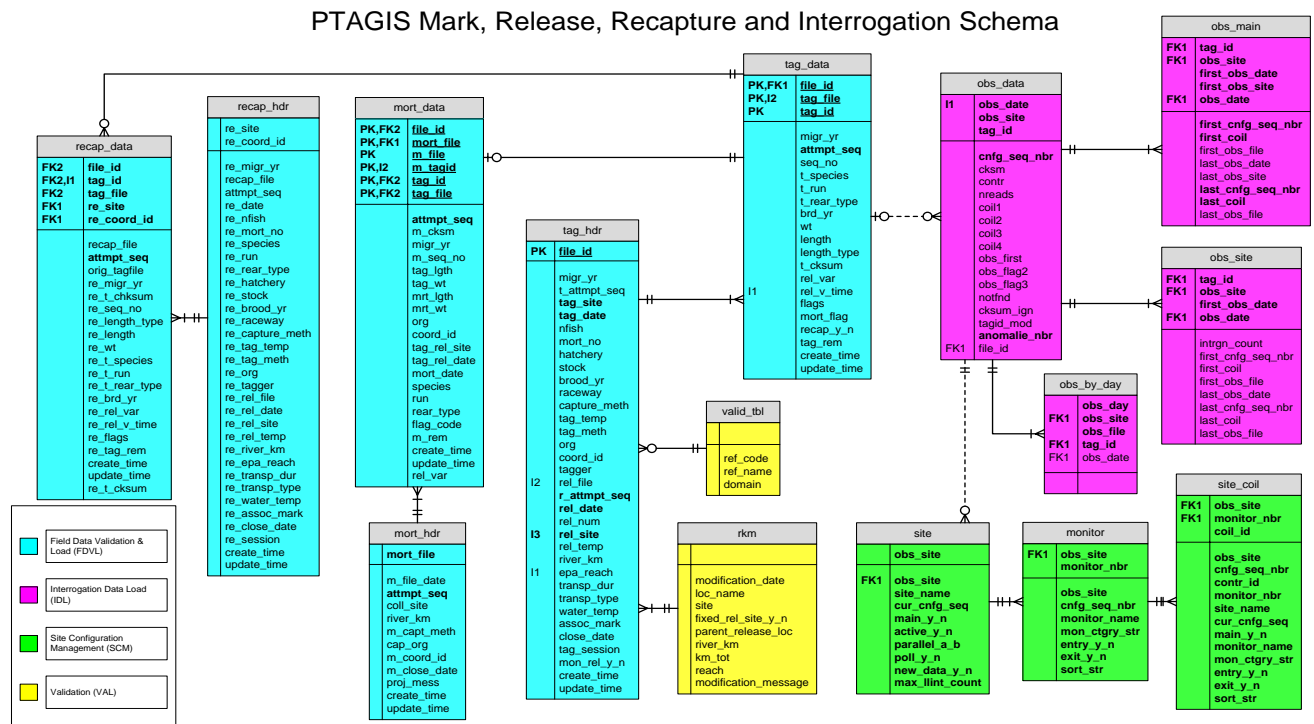 PTAGIS Mark, Release, Recapture and Interrogation Schema
recap_data
FK2 file_id
FK2,I1 tag_id
FK2 tag_file
FK1 re_site
FK1 re_coord_id
recap_file
attmpt_seq
orig_tagfile
re_migr_yr
re_t_chksum
re_seq_no
re_length_type
re_length
re_wt
re_t_species
re_t_run
re_t_rear_type
re_brd_yr
re_rel_var
re_rel_v_time
re_flags
re_tag_rem
create_time
update_time
re_t_cksum
recap_hdr
re_site
re_coord_id
re_migr_yr
recap_file
attmpt_seq
re_date
re_nfish
re_mort_no
re_species
re_run
re_rear_type
re_hatchery
re_stock
re_brood_yr
re_raceway
re_capture_meth
re_tag_temp
re_tag_meth
re_org
re_tagger
re_rel_file
re_rel_date
re_rel_site
re_rel_temp
re_river_km
re_epa_reach
re_transp_dur
re_transp_type
re_water_temp
re_assoc_mark
re_close_date
re_session
create_time
update_time
mort_data
PK,FK2 file_id
PK,FK1 mort_file
PK m_file
PK,I2 m_tagid
PK,FK2 tag_id
PK,FK2 tag_file
attmpt_seq
m_cksm
migr_yr
m_seq_no
tag_lgth
tag_wt
mrt_lgth
mrt_wt
org
coord_id
tag_rel_site
tag_rel_date
mort_date
species
run
rear_type
flag_code
m_rem
create_time
update_time
rel_var
mort_hdr
mort_file
m_file_date
attmpt_seq
coll_site
river_km
m_capt_meth
cap_org
m_coord_id
m_close_date
proj_mess
create_time
update_time
tag_hdr
PK file_id
migr_yr
t_attmpt_seq
tag_site
tag_date
nfish
mort_no
hatchery
stock
brood_yr
raceway
capture_meth
tag_temp
tag_meth
org
coord_id
tagger
I2 rel_file
r_attmpt_seq
rel_date
rel_num
I3 rel_site
rel_temp
river_km
I1 epa_reach
transp_dur
transp_type
water_temp
assoc_mark
close_date
tag_session
mon_rel_y_n
create_time
update_time
tag_data
PK,FK1 file_id
PK,I2 tag_file
PK tag_id
migr_yr
attmpt_seq
seq_no
t_species
t_run
t_rear_type
brd_yr
wt
length
length_type
t_cksum
rel_var
I1 rel_v_time
flags
mort_flag
recap_y_n
tag_rem
create_time
update_time
valid_tbl
ref_code
ref_name
domain
rkm
modification_date
loc_name
site
fixed_rel_site_y_n
parent_release_loc
river_km
km_tot
reach
modification_message
obs_data
I1 obs_date
obs_site
tag_id
cnfg_seq_nbr
cksm
contr
nreads
coil1
coil2
coil3
coil4
obs_first
obs_flag2
obs_flag3
notfnd
cksum_ign
tagid_mod
anomalie_nbr
FK1 file_id
obs_main
FK1 tag_id
FK1 obs_site
first_obs_date
first_obs_site
FK1 obs_date
first_cnfg_seq_nbr
first_coil
first_obs_file
last_obs_date
last_obs_site
last_cnfg_seq_nbr
last_coil
last_obs_file
obs_site
FK1 tag_id
FK1 obs_site
first_obs_date
FK1 obs_date
intrgn_count
first_cnfg_seq_nbr
first_coil
first_obs_file
last_obs_date
last_cnfg_seq_nbr
last_coil
last_obs_file
obs_by_day
obs_day
FK1 obs_site
obs_file
FK1 tag_id
FK1 obs_date
site
obs_site
FK1 obs_site
site_name
cur_cnfg_seq
main_y_n
active_y_n
parallel_a_b
poll_y_n
new_data_y_n
max_llint_count
monitor
FK1 obs_site
monitor_nbr
obs_site
cnfg_seq_nbr
monitor_name
mon_ctgry_str
entry_y_n
exit_y_n
sort_str
site_coil
FK1 obs_site
FK1 monitor_nbr
coil_id
obs_site
cnfg_seq_nbr
contr_id
monitor_nbr
site_name
cur_cnfg_seq
main_y_n
monitor_name
mon_ctgry_str
entry_y_n
exit_y_n
sort_str
Field Data Validation &
Load (FDVL)
Interrogation Data Load
(IDL)
Site Configuration
Management (SCM)
Validation (VAL)